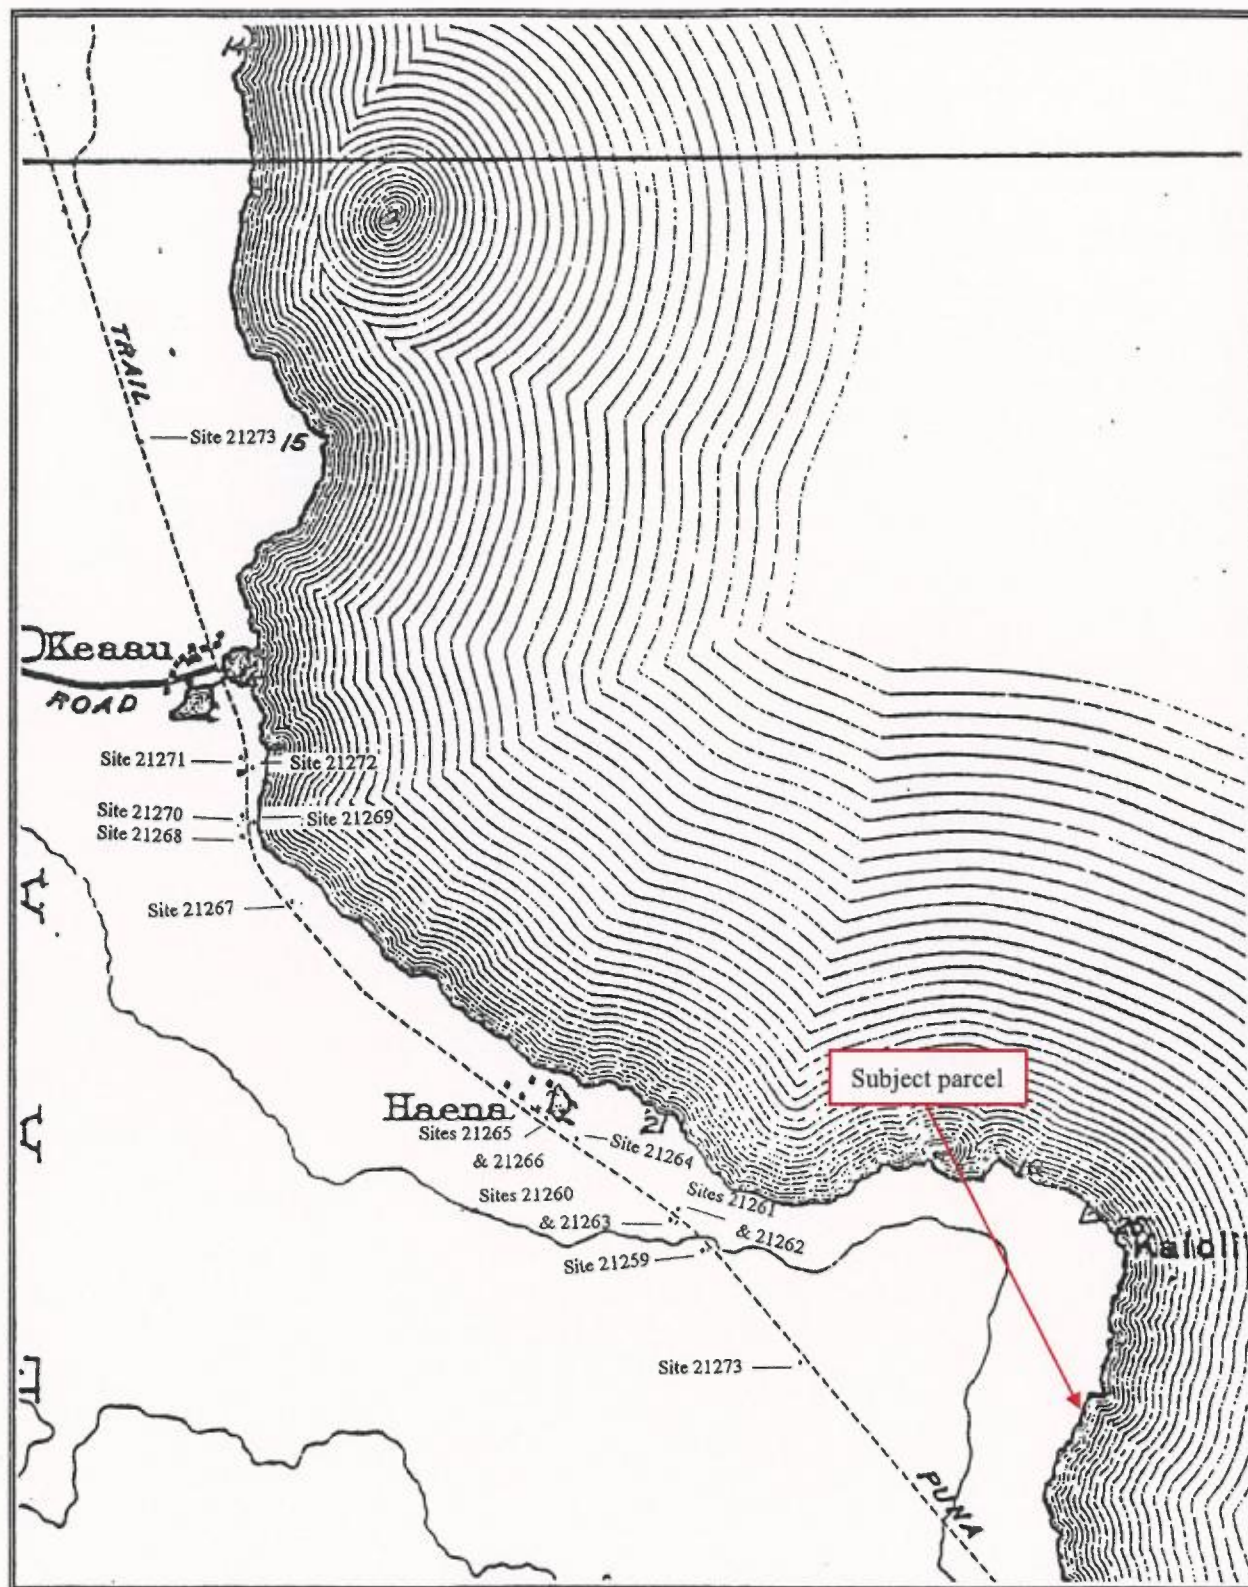 TRAIL
Site 21273
15
Keaau
ROAD
Site 21271
Site 21272
Site 21270
Site 21269
Site 21268
Site 21267
Subject parcel
Haena
21
Sites 21265
& 21266
Site 21264
Sites 21260
& 21263
Sites 21261
& 21262
Site 21259
Site 21273
PUNA